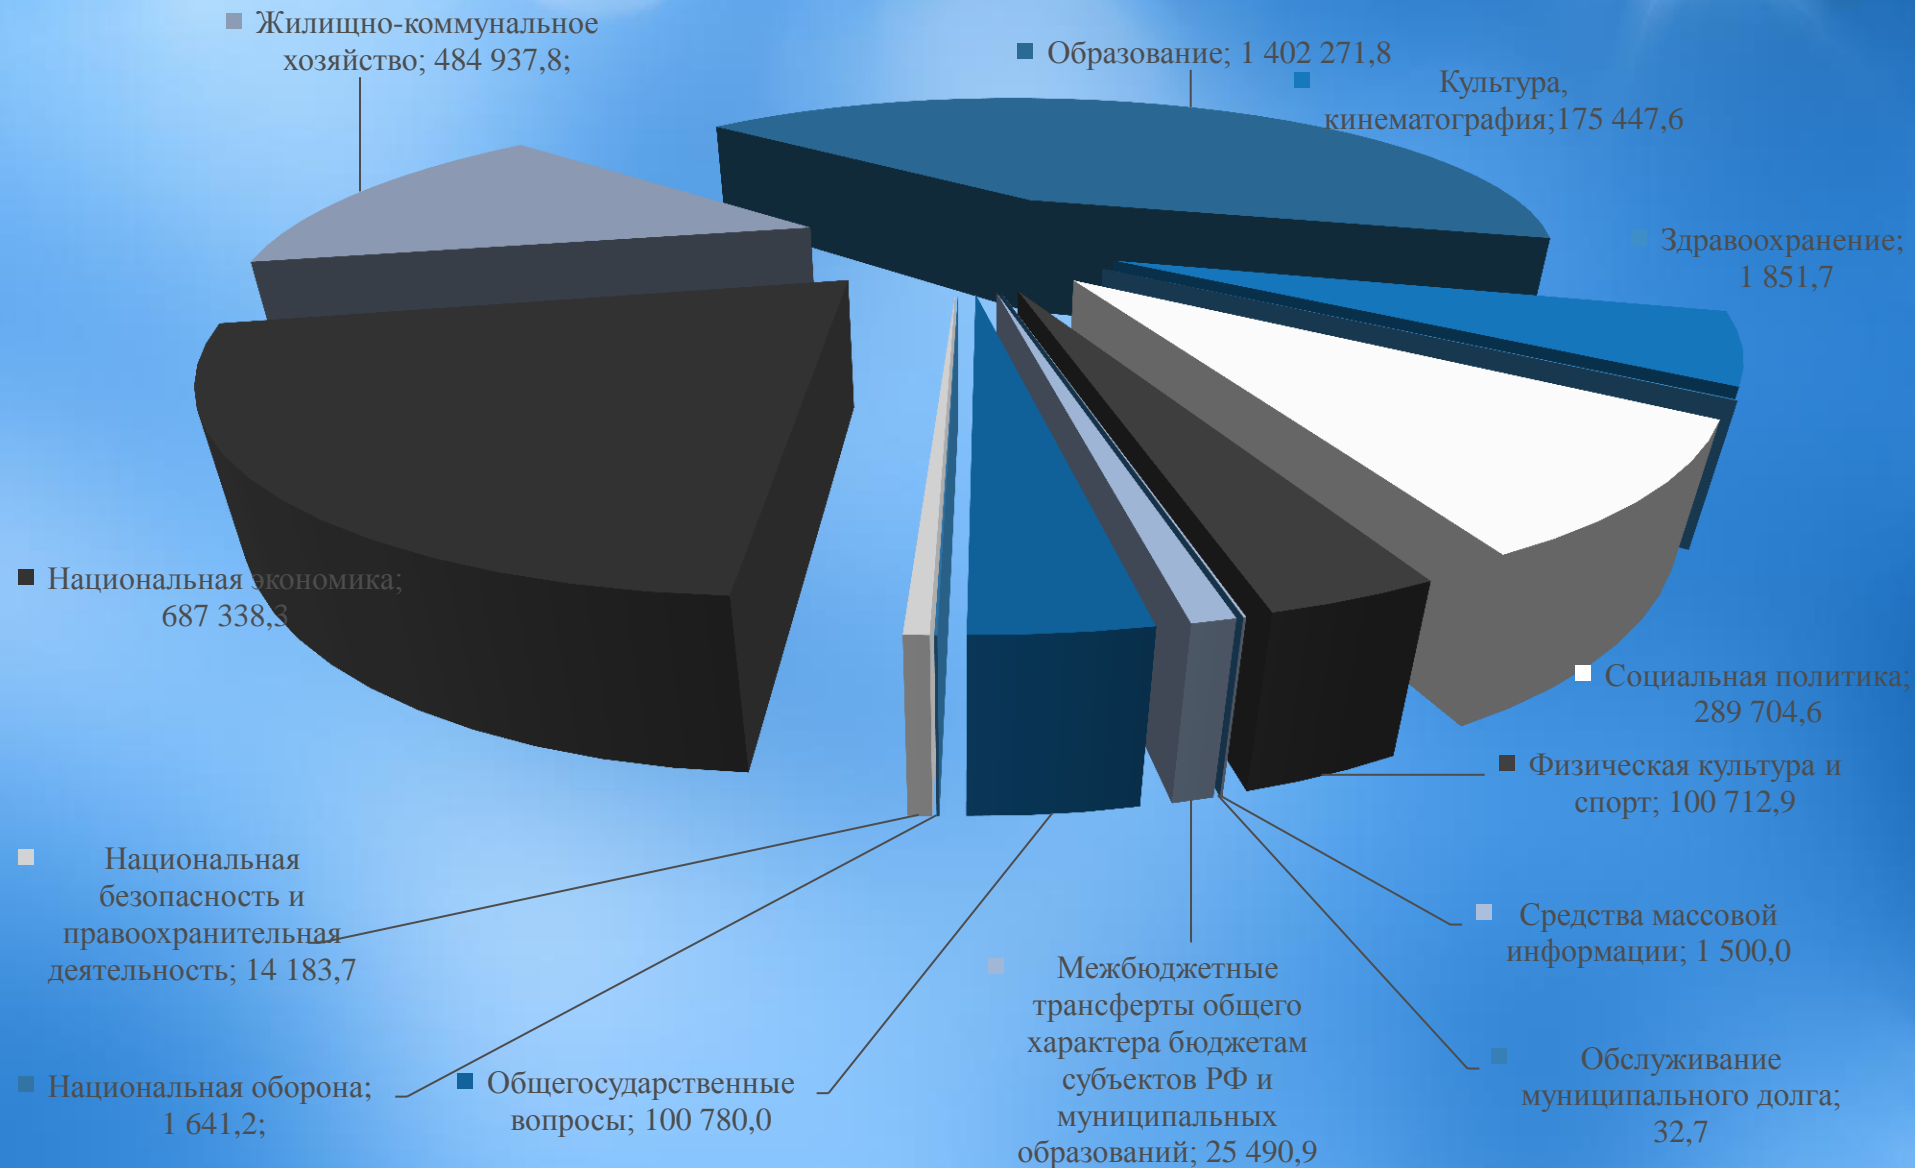 Жилищно-коммунальное
хозяйство; 484 937,8;
Образование; 1 402 271,8
Культура,
кинематография;175 447,6
Здравоохранение;
1 851,7
Национальная экономика;
687 338,3
Социальная политика;
289 704,6
Физическая культура и
спорт; 100 712,9
Национальная
безопасность и
правоохранительная
деятельность; 14 183,7
Средства массовой
информации; 1 500,0
Межбюджетные
трансферты общего
характера бюджетам
субъектов РФ и
муниципальных
образований; 25 490,9
Обслуживание
муниципального долга;
32,7
Национальная оборона;
1 641,2;
Общегосударственные
вопросы; 100 780,0